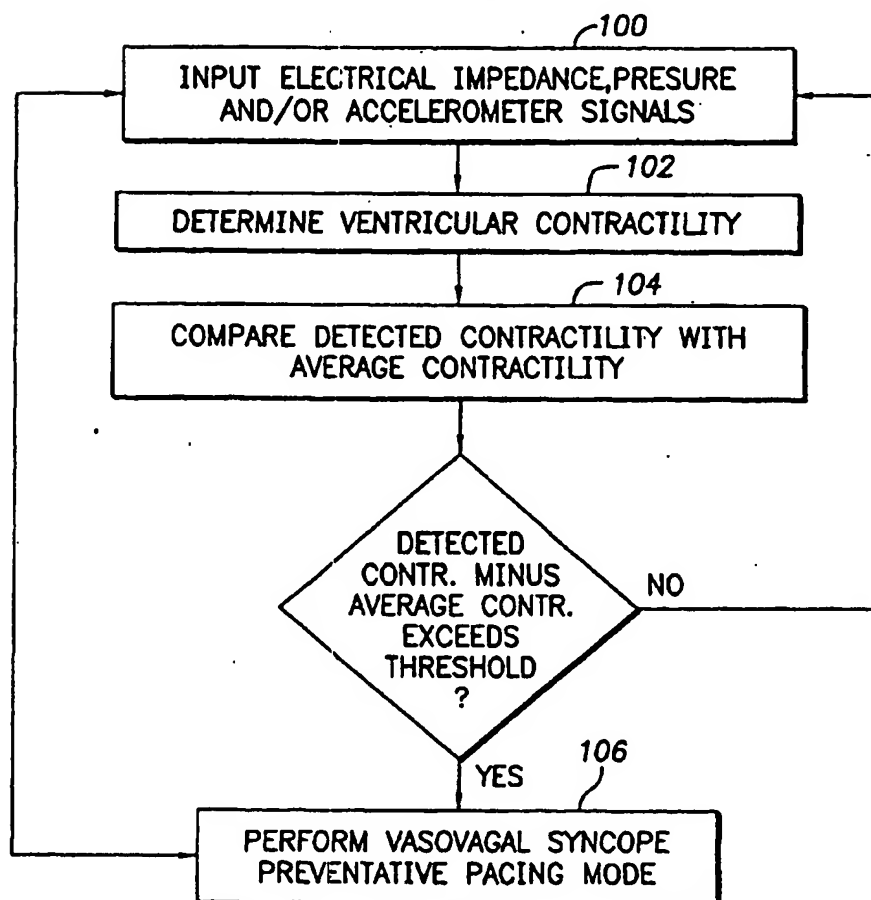 100
INPUT ELECTRICAL IMPEDANCE,PRESURE
AND/OR ACCELEROMETER SIGNALS
102
DETERMINE VENTRICULAR CONTRACTILITY
104
COMPARE DETECTED CONTRACTILITY WITH
AVERAGE CONTRACTILITY
DETECTED
CONTR. MINUS
AVERAGE CONTR.
EXCEEDS
THRESHOLD
?
NO
YES
106
PERFORM VASOVAGAL SYNCOPE
PREVENTATIVE PACING MODE